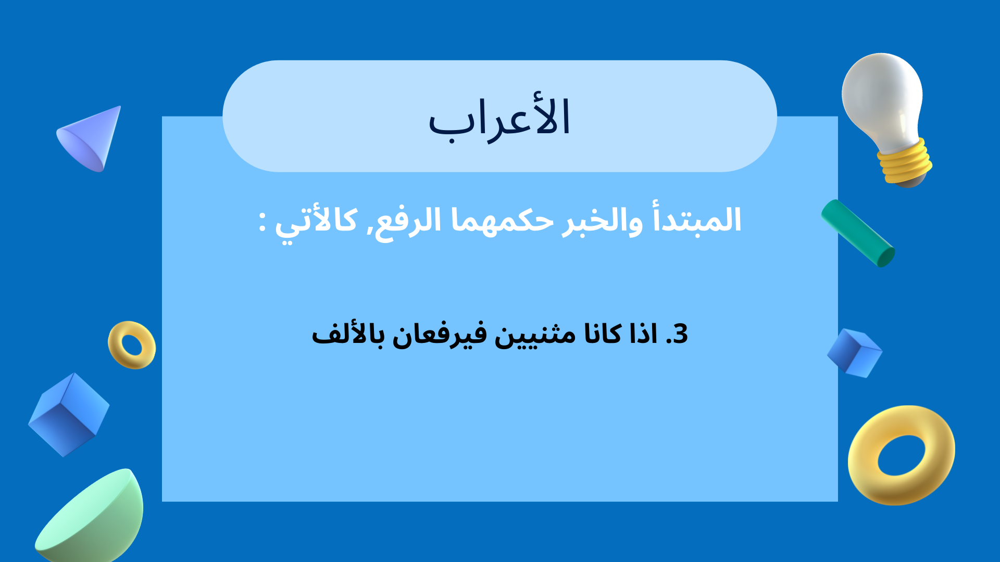 الأعراب
المبتدأ والخبر حكمهما الرفع, كالأتي :
3. اذا كانا مثنيين فيرفعان بالألف